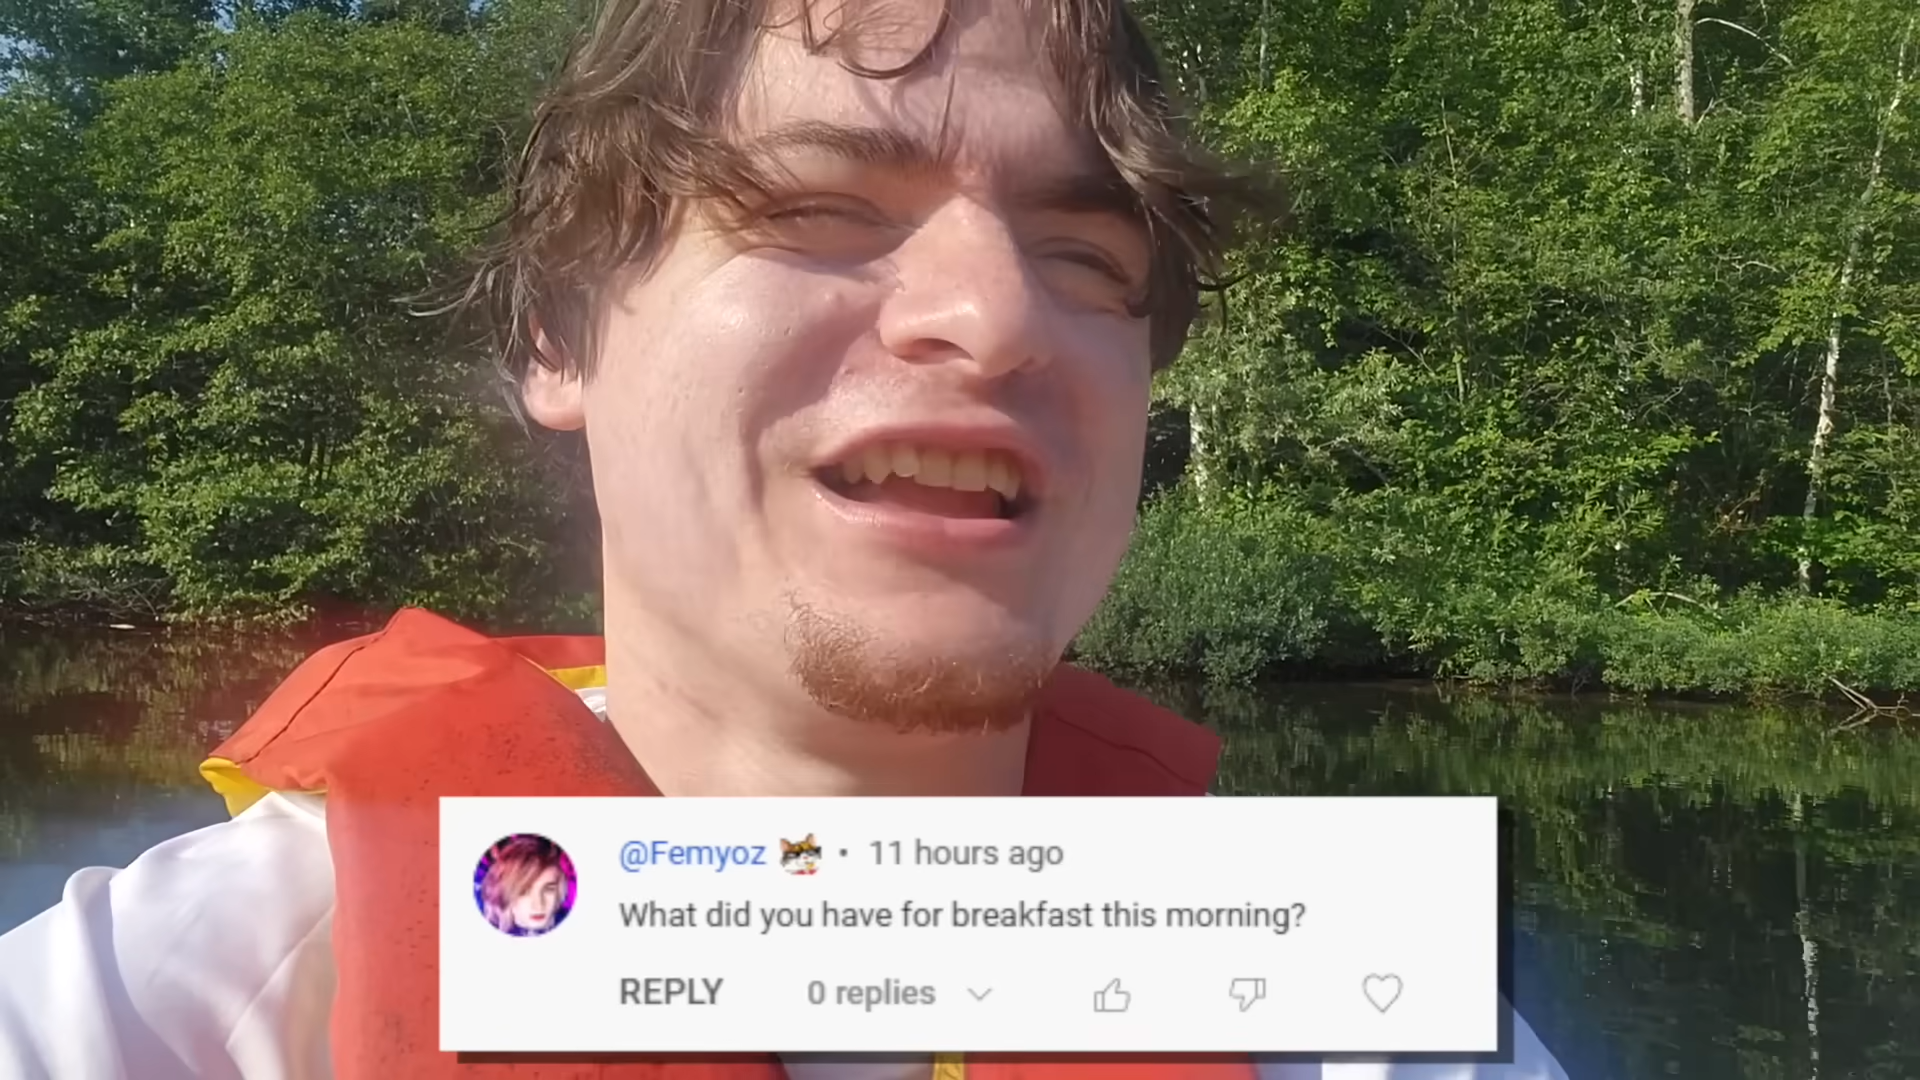 @Femyoz • 11 hours ago
What did you have for breakfast this morning?
REPLY 0 replies